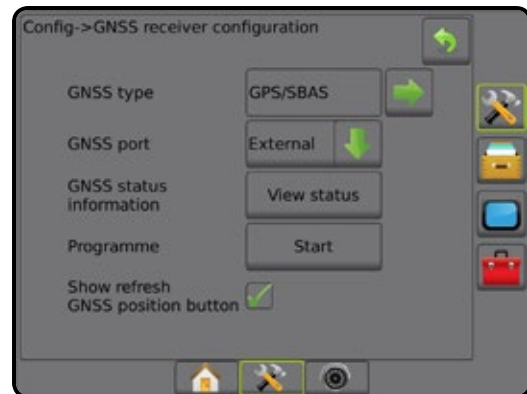 Config->GNSS receiver configuration
GNSS type
GPS/SBAS
GNSS port
External
GNSS status
information
View status
Programme
Start
Show refresh
GNSS position button